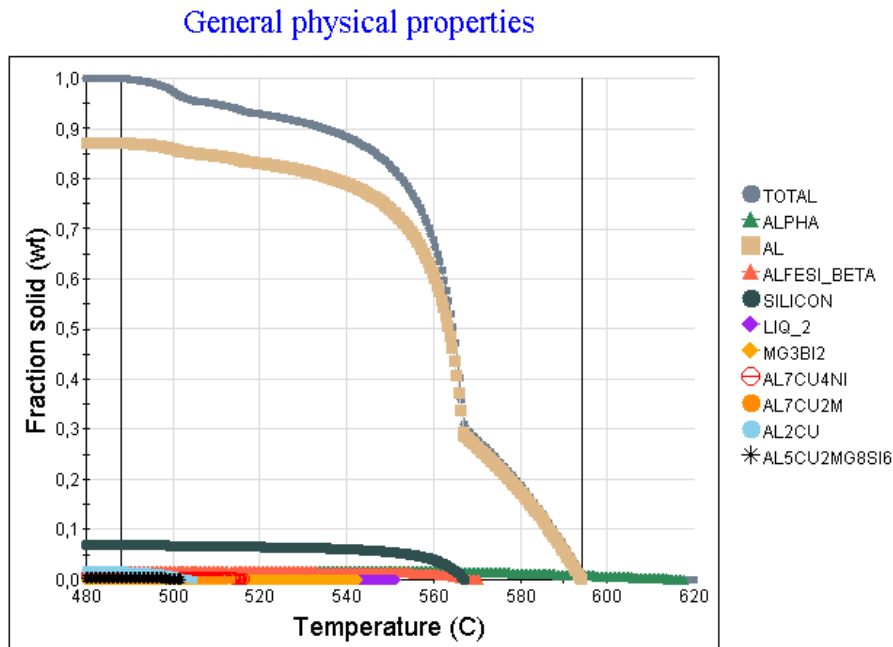 General physical properties
1,0
0,9
0,8
0,7
0,6
0,5
0,4
0,3
0,2
0,1
0,0
Fraction solid (wt)
480
500
520
540
560
580
600
620
Temperature (C)
TOTAL
ALPHA
AL
ALFESI_BETA
SILICON
LIQ_2
MG3BI2
AL7CU4NI
AL7CU2M
AL2CU
AL5CU2MG8SI6